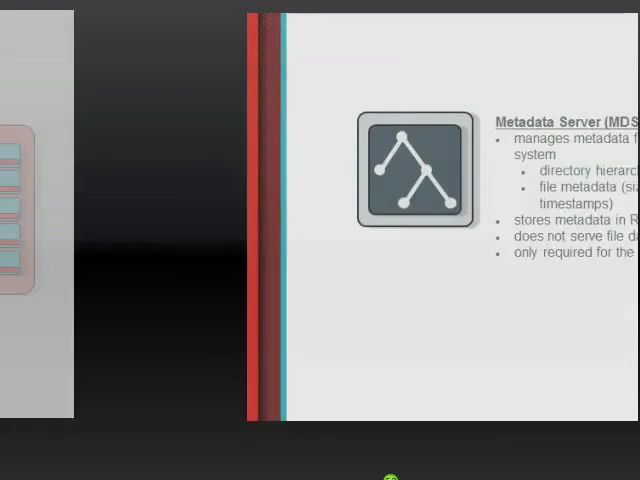 Metadata Server (MDS
• manages metadata f
system
• directory hierarc
• file metadata (si
timestamps)
• stores metadata in R
• does not serve file da
• only required for the